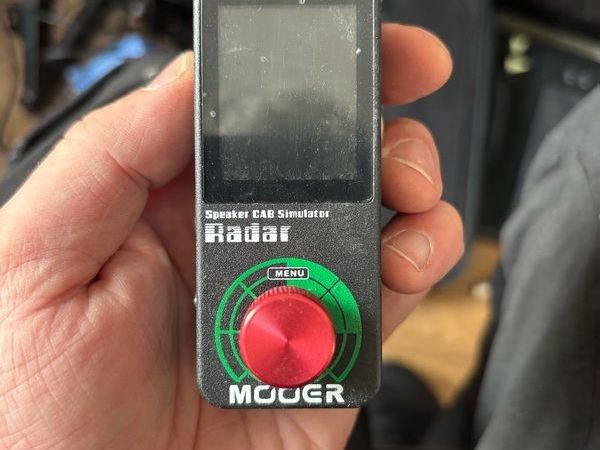 Speaker CAB Simulator
Radar
MENU
MOOER